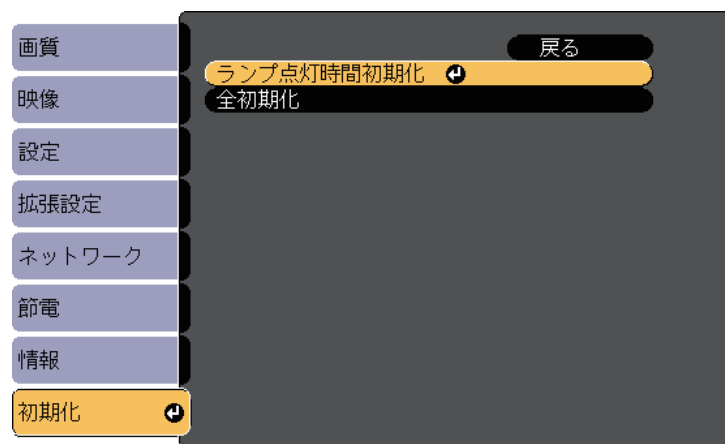 画質
映像
設定
拡張設定
ネットワーク
節電
情報
初期化
戻る
ランプ点灯時間初期化
全初期化